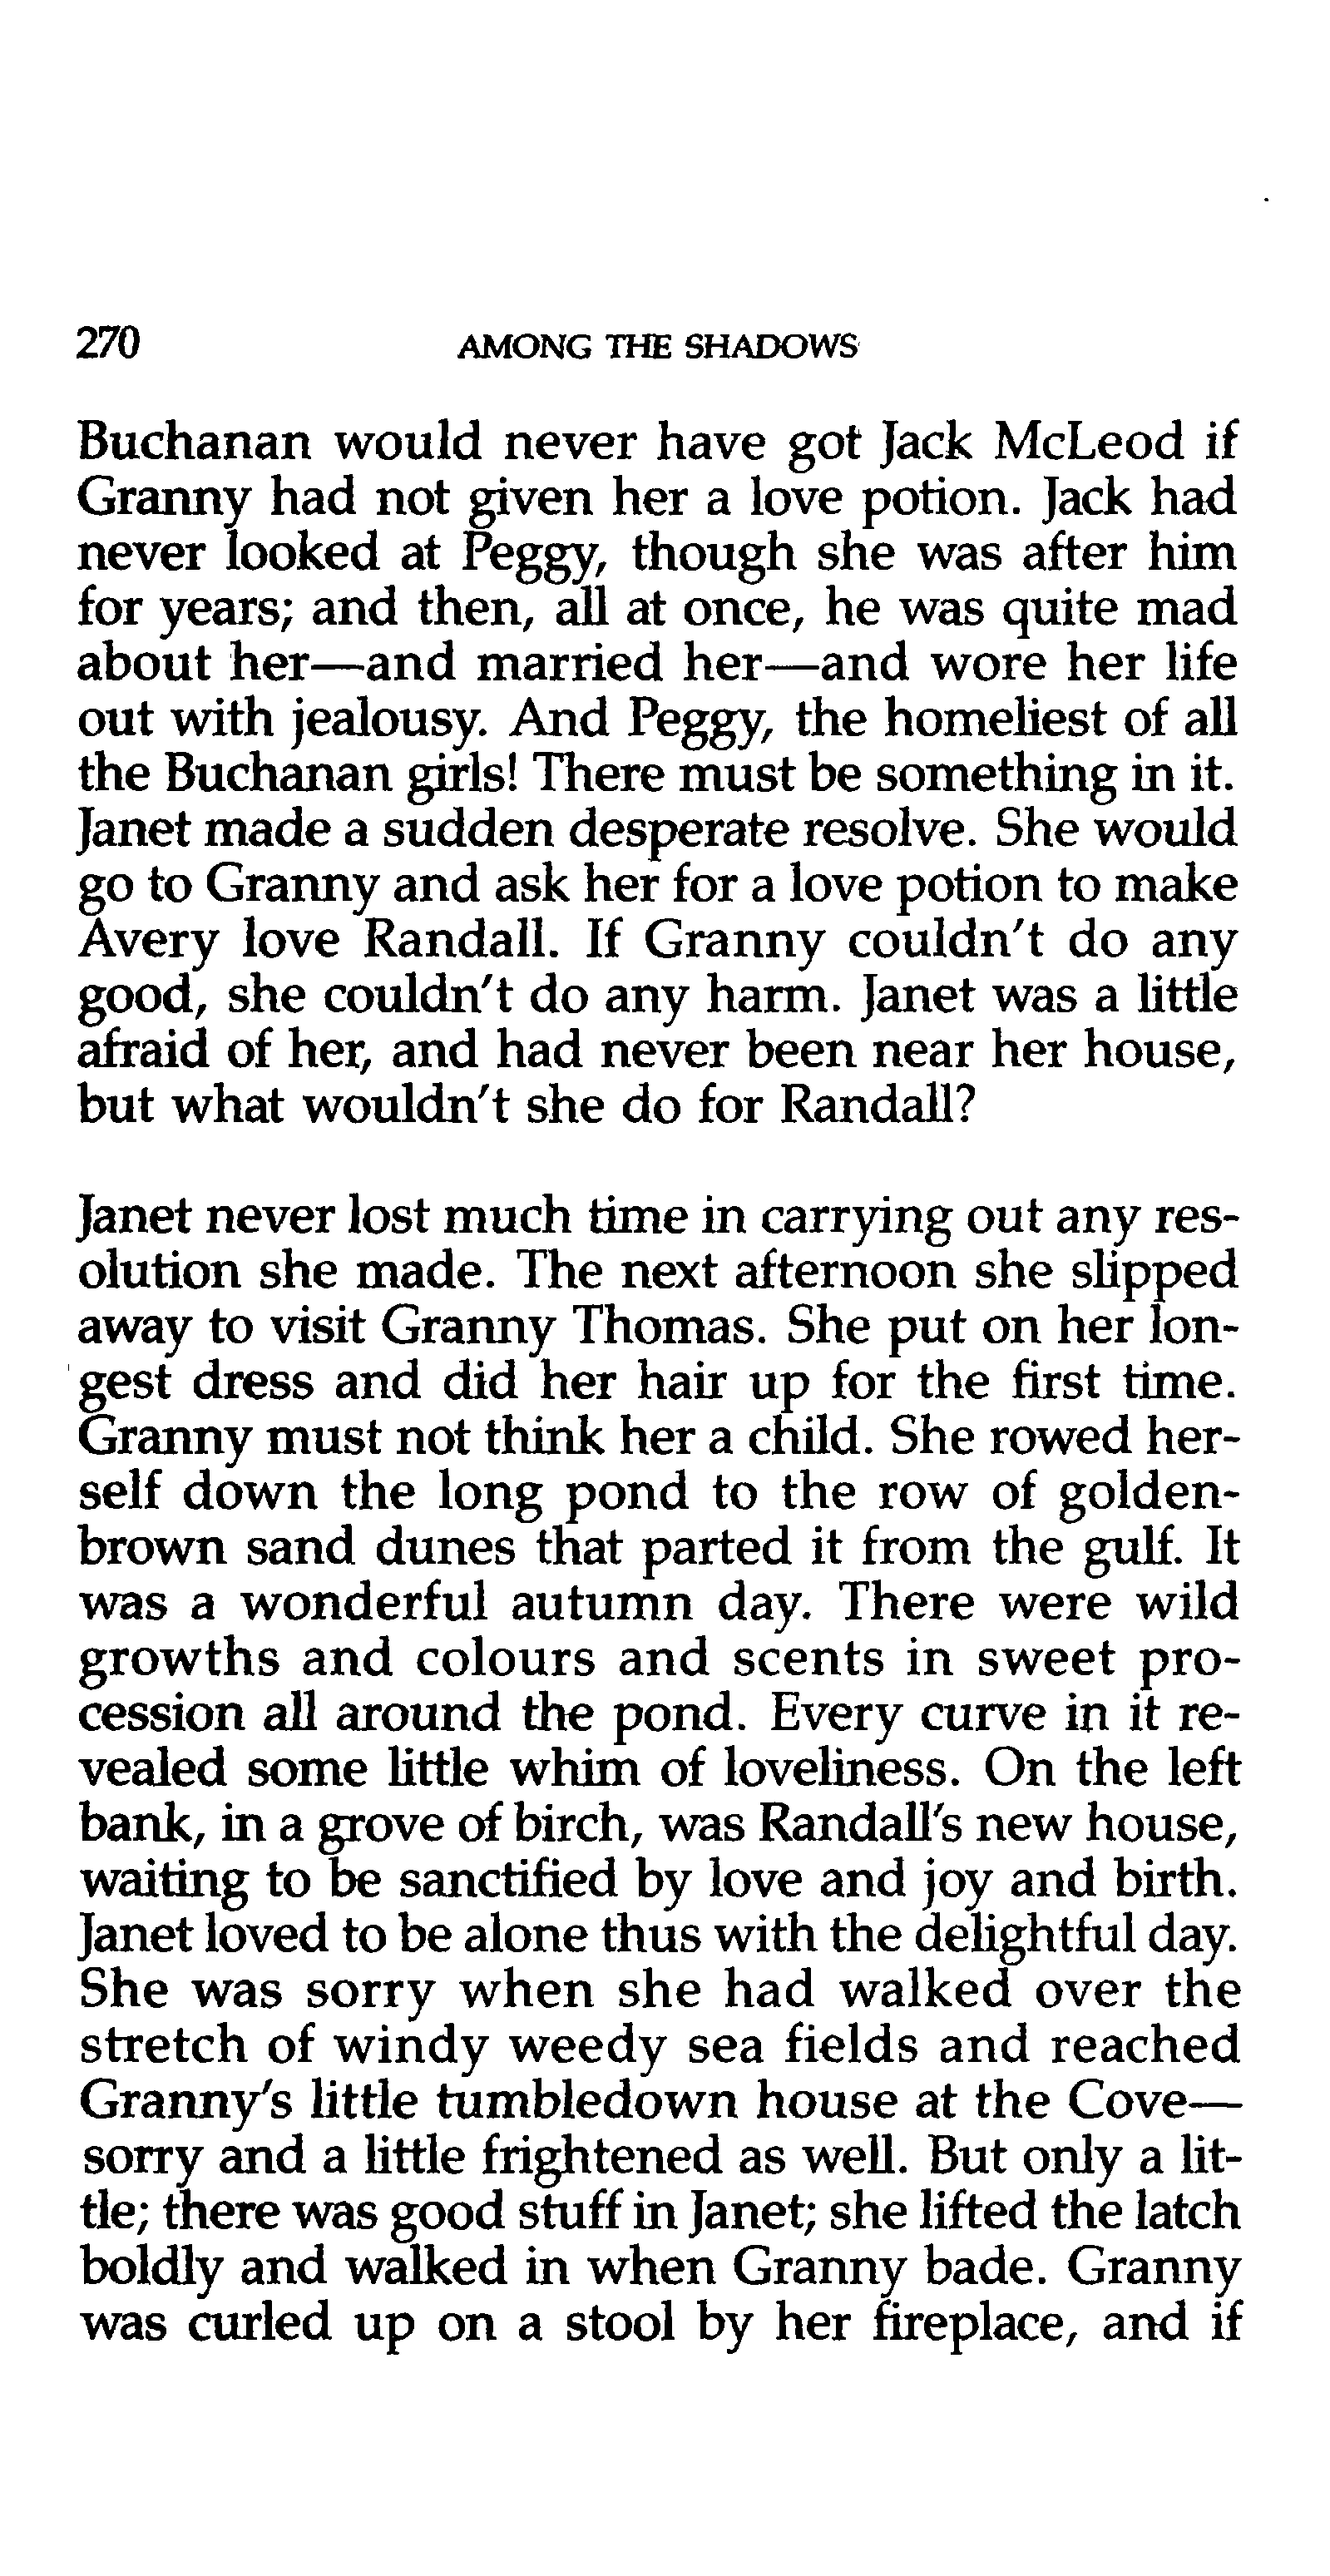 270 AMONG THE SHADOWS
Buchanan would never have got Jack McLeod if
Granny had not given her a love potion. Jack had
never looked at Peggy, though she was after him
for years; and then, all at once, he was quite mad
about her—and married her—and wore her life
out with jealousy. And Peggy, the homeliest of all
the Buchanan girls! There must be something in it.
Janet made a sudden desperate resolve. She would
go to Granny and ask her for a love potion to make
Avery love Randall. If Granny couldn't do any
good, she couldn't do any harm. Janet was a little
afraid of her, and had never been near her house,
but what wouldn't she do for Randall?
Janet never lost much time in carrying out any res-
olution she made. The next afternoon she slipped
away to visit Granny Thomas. She put on her lon-
gest dress and did her hair up for the first time.
Granny must not think her a child. She rowed her-
self down the long pond to the row of golden-
brown sand dunes that parted it from the gulf. It
was a wonderful autumn day. There were wild
growths and colours and scents in sweet pro-
cession all around the pond. Every curve in it re-
vealed some little whim of loveliness. On the left
bank, in a grove of birch, was Randall's new house,
waiting to be sanctified by love and joy and birth.
Janet loved to be alone thus with the delightful day.
She was sorry when she had walked over the
stretch of windy weedy sea fields and reached
Granny's little tumbledown house at the Cove—
sorry and a little frightened as well. But only a lit-
tle; there was good stuff in Janet; she lifted the latch
boldly and walked in when Granny bade. Granny
was curled up on a stool by her fireplace, and if